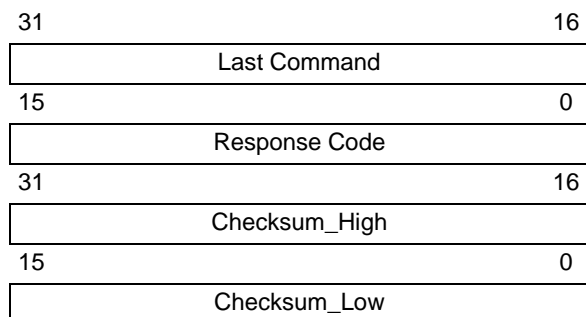 31 16
Last Command
15 0
Response Code
31 16
Checksum_High
15 0
Checksum_Low